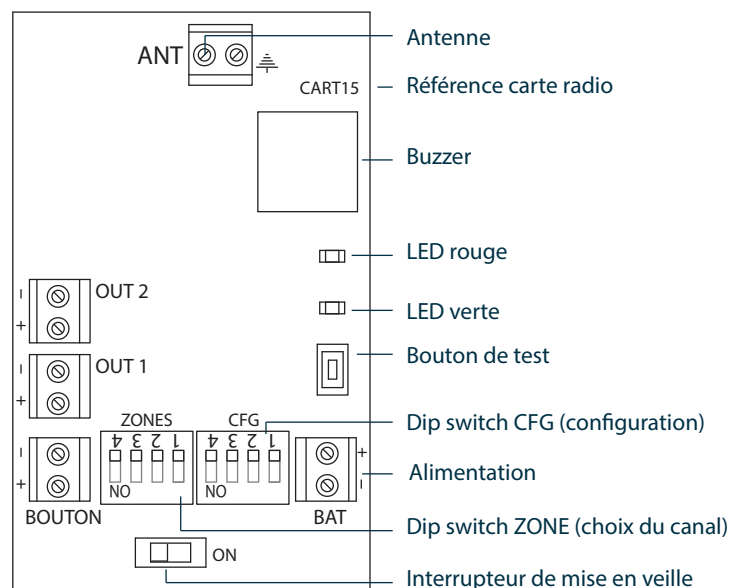 ANT
Antenne
CART15
Référence carte radio
Buzzer
LED rouge
LED verte
Bouton de test
- OUT 2
+
- OUT 1
+
ZONES
CFG
Dip switch CFG (configuration)
4 3 2 1
4 3 2 1
-
+
NO
NO
+
-
Alimentation
BOUTON
BAT
Dip switch ZONE (choix du canal)
ON
Interrupteur de mise en veille